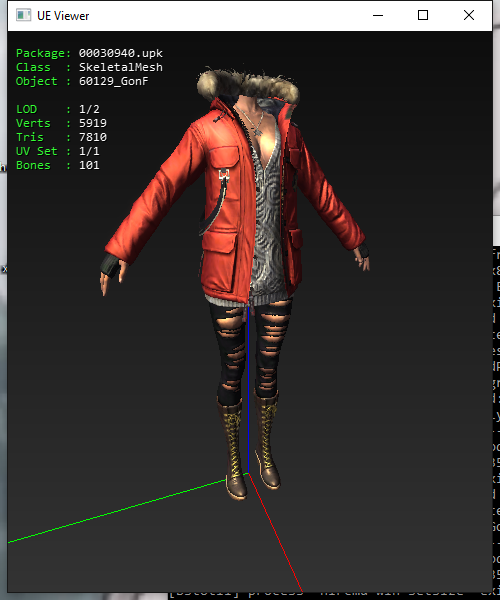 UE Viewer
Package: 00030940.upk
Class : SkeletalMesh
Object : 60129_GonF
LOD : 1/2
Verts : 5919
Tris : 7810
UV Set : 1/1
Bones : 101